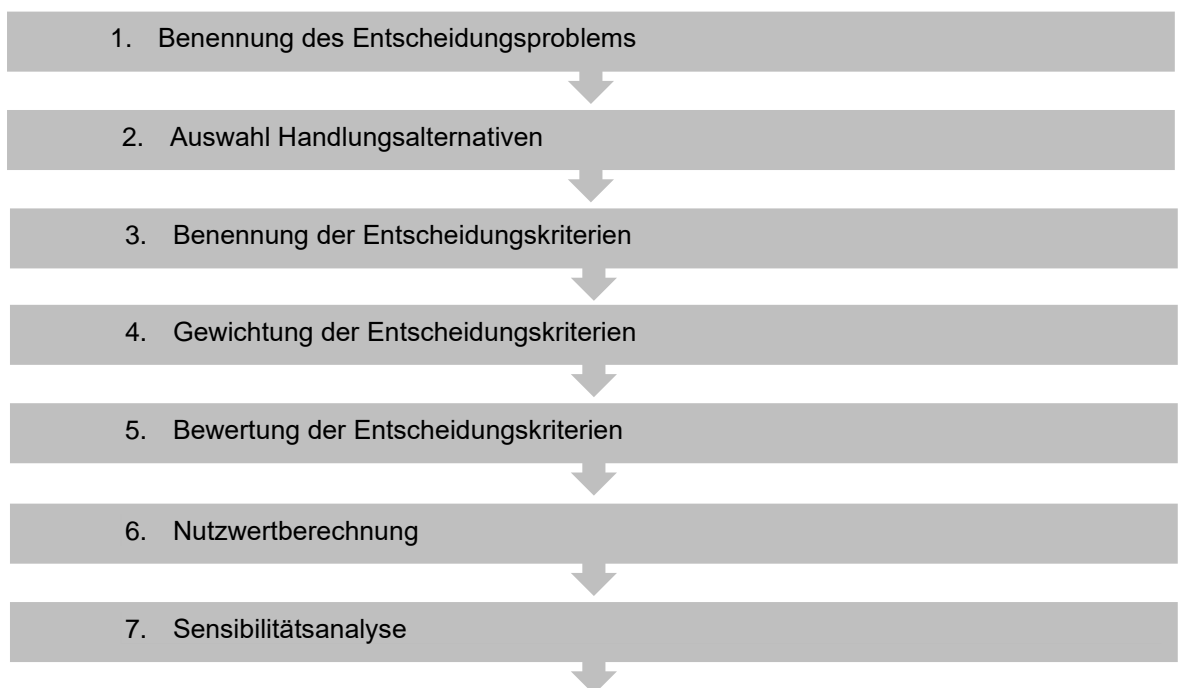 1. Benennung des Entscheidungsproblems
2. Auswahl Handlungsalternativen
3. Benennung der Entscheidungskriterien
4. Gewichtung der Entscheidungskriterien
5. Bewertung der Entscheidungskriterien
6. Nutzwertberechnung
7. Sensibilitätsanalyse